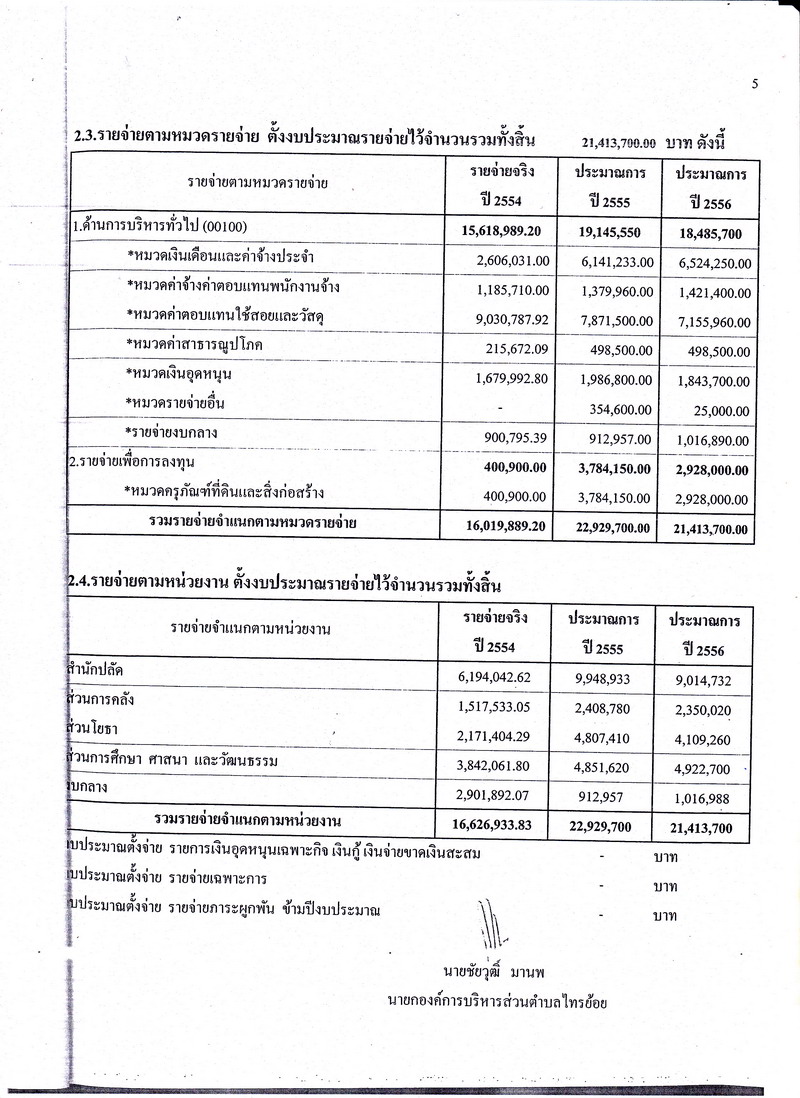 5
2.3.รายจ่ายตามหมวดรายจ่าย ตั้งงบประมาณรายจ่ายไว้จำนวนรวมทั้งสิ้น 21,413,700.00 บาท ดังนี้
รายจ่ายตามหมวดรายจ่าย รายจ่ายจริง ประมาณการ ประมาณการ
ปี 2554 ปี 2555 ปี 2556
1.ด้านการบริหารทั่วไป (00100) 15,618,989.20 19,145,550 18,485,700
*หมวดเงินเดือนและค่าจ้างประจำ 2,606,031.00 6,141,233.00 6,524,250.00
*หมวดค่าจ้างค่าตอบแทนพนักงานจ้าง 1,185,710.00 1,379,960.00 1,421,400.00
*หมวดค่าตอบแทนใช้สอยและวัสดุ 9,030,787.92 7,871,500.00 7,155,960.00
*หมวดค่าสาธารณูปโภค 215,672.09 498,500.00 498,500.00
*หมวดเงินอุดหนุน 1,679,992.80 1,986,800.00 1,843,700.00
*หมวดรายจ่ายอื่น - 354,600.00 25,000.00
*รายจ่ายงบกลาง 900,795.39 912,957.00 1,016,890.00
2.รายจ่ายเพื่อการลงทุน 400,900.00 3,784,150.00 2,928,000.00
*หมวดครุภัณฑ์ที่ดินและสิ่งก่อสร้าง 400,900.00 3,784,150.00 2,928,000.00
รวมรายจ่ายจำแนกตามหมวดรายจ่าย 16,019,889.20 22,929,700.00 21,413,700.00
2.4.รายจ่ายตามหน่วยงาน ตั้งงบประมาณรายจ่ายไว้จำนวนรวมทั้งสิ้น
รายจ่ายจำแนกตามหน่วยงาน รายจ่ายจริง ประมาณการ ประมาณการ
ปี 2554 ปี 2555 ปี 2556
สำนักปลัด 6,194,042.62 9,948,933 9,014,732
ส่วนการคลัง 1,517,533.05 2,408,780 2,350,020
ส่วนโยธา 2,171,404.29 4,807,410 4,109,260
ส่วนการศึกษา ศาสนา และวัฒนธรรม 3,842,061.80 4,851,620 4,922,700
งบกลาง 2,901,892.07 912,957 1,016,988
รวมรายจ่ายจำแนกตามหน่วยงาน 16,626,933.83 22,929,700 21,413,700
งบประมาณตั้งจ่าย รายการเงินอุดหนุนเฉพาะกิจ เงินกู้ เงินจ่ายขาดเงินสะสม - บาท
งบประมาณตั้งจ่าย รายจ่ายเฉพาะการ - บาท
งบประมาณตั้งจ่าย รายจ่ายภาระผูกพัน ข้ามปีงบประมาณ - บาท
นายชัยวุฒิ์ มานพ
นายกองค์การบริหารส่วนตำบลไทรย้อย